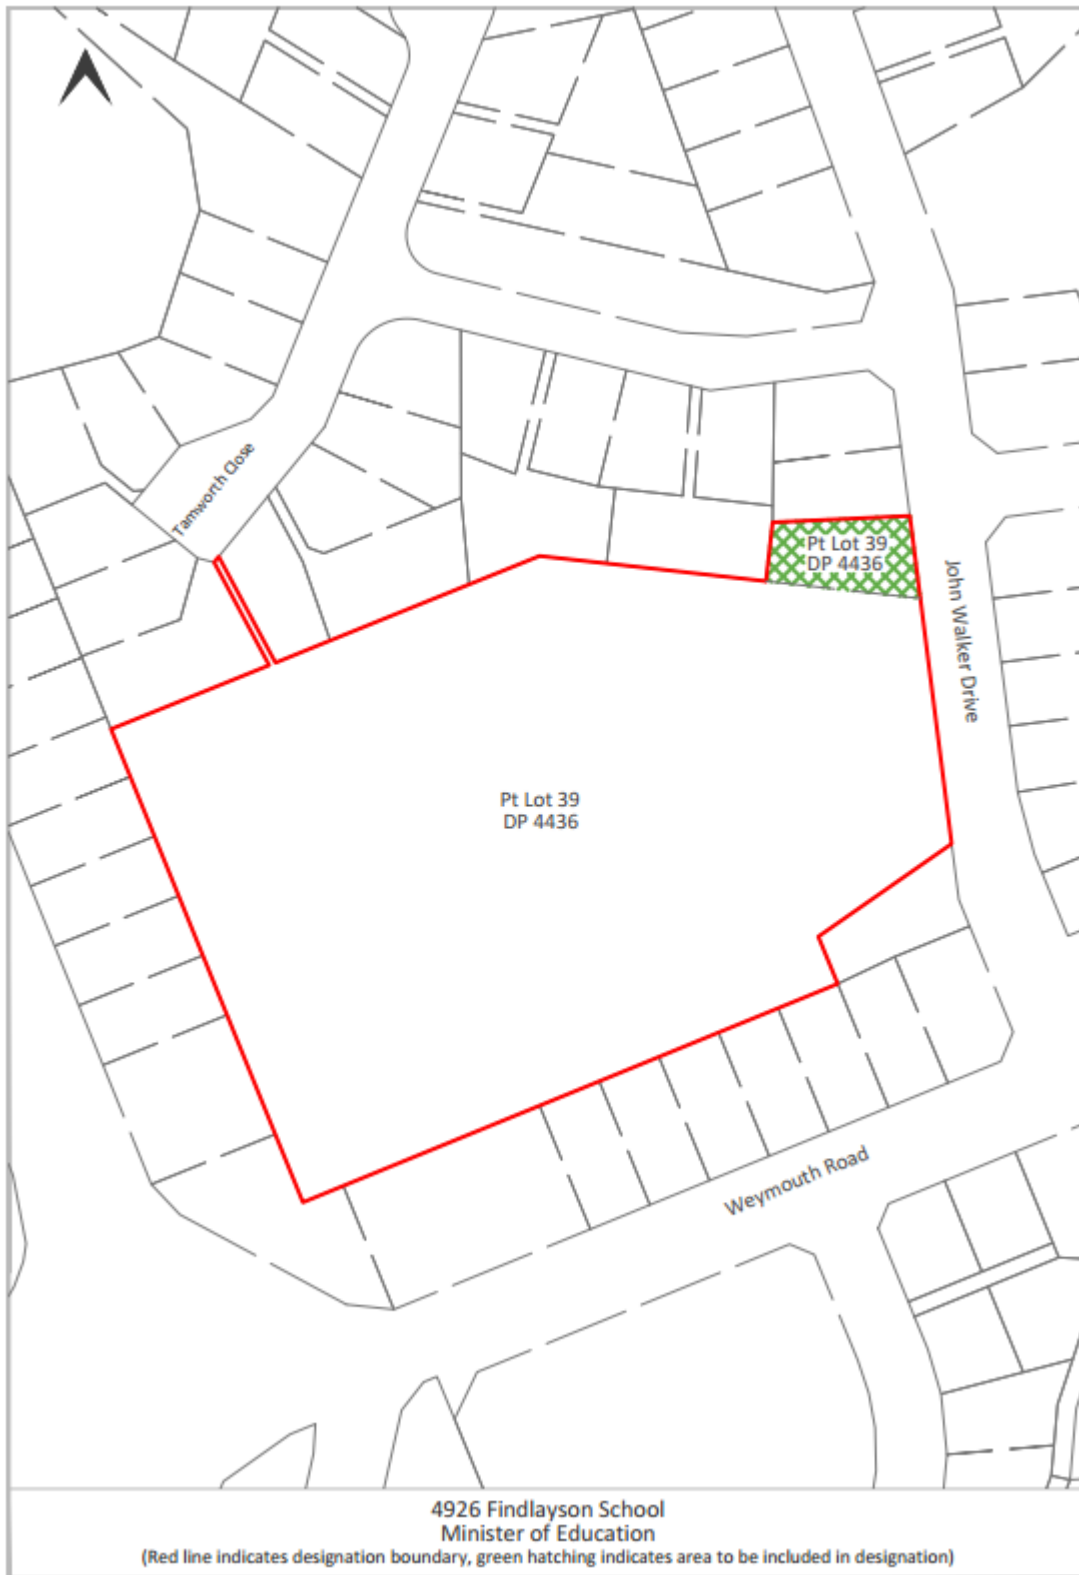 Tamworth Close
Pt Lot 39
DP 4436
John Walker Drive
Pt Lot 39
DP 4436
Weymouth Road
4926 Findlayson School
Minister of Education
(Red line indicates designation boundary, green hatching indicates area to be included in designation)